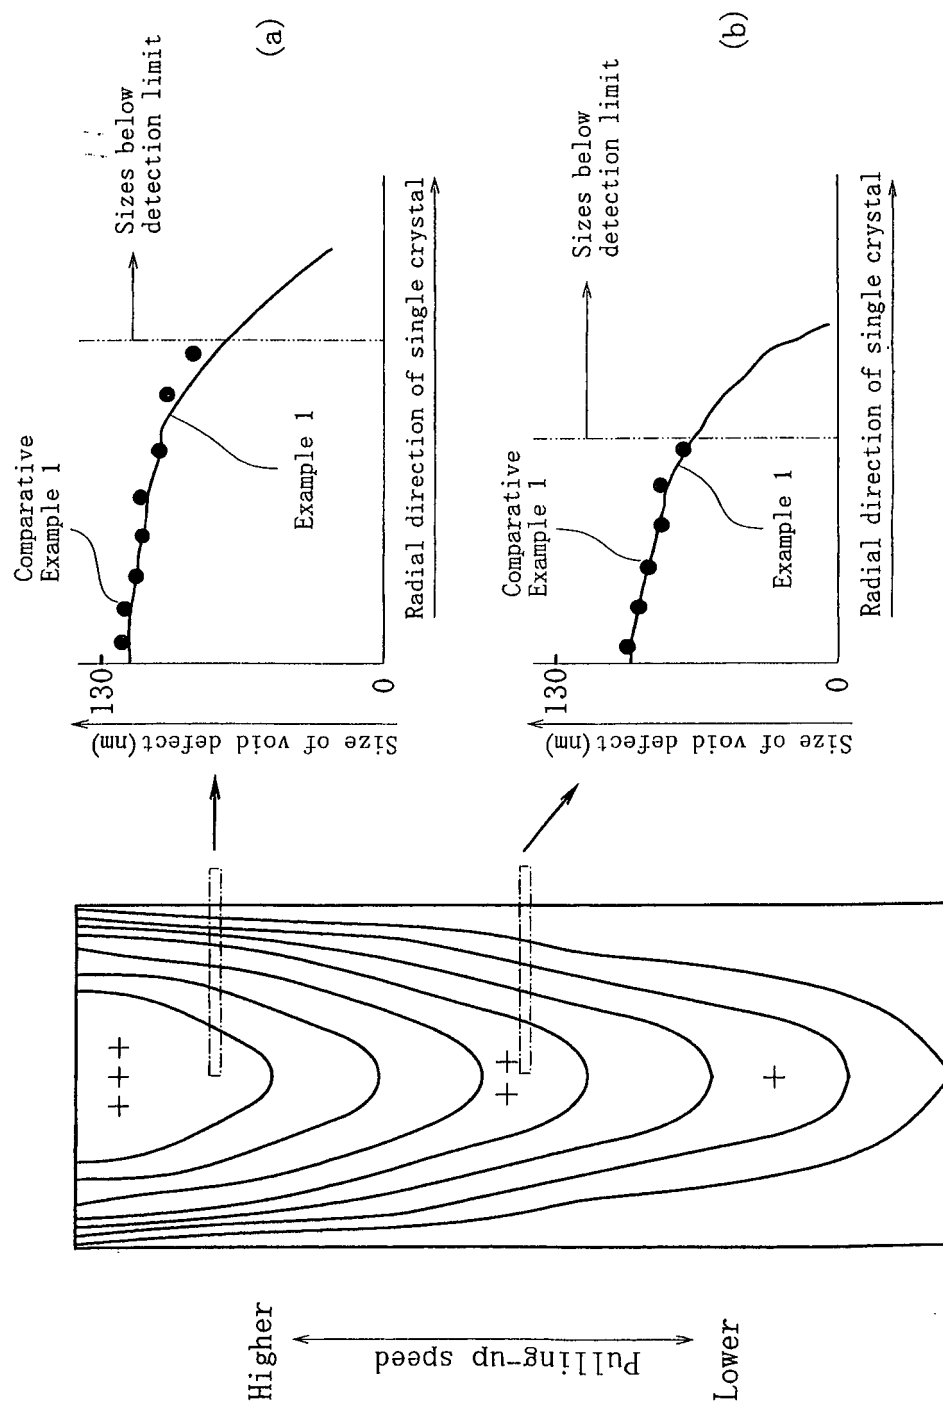 (a)
Sizes below
detection limit
Comparative
Example 1
Example 1
130
0
Size of void defect(nm)
Radial direction of single crystal
(b)
Sizes below
detection limit
Comparative
Example 1
Example 1
130
0
Size of void defect(nm)
Radial direction of single crystal
+++
++
+
Higher
Pulling-up speed
Lower